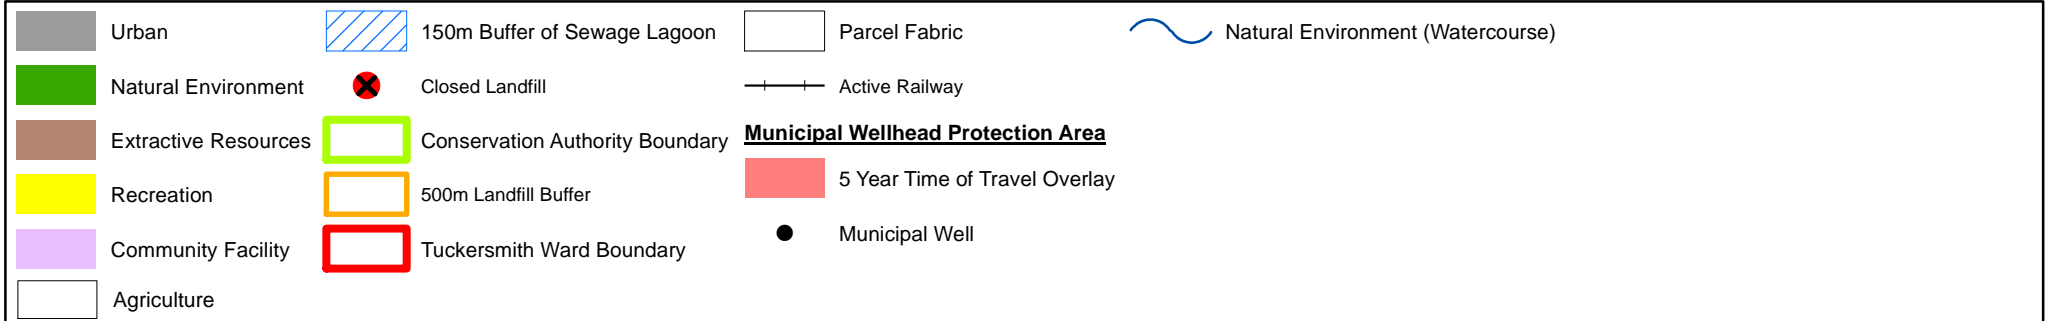 Urban
Natural Environment
Extractive Resources
Recreation
Community Facility
Agriculture
150m Buffer of Sewage Lagoon
Closed Landfill
Conservation Authority Boundary
500m Landfill Buffer
Tuckersmith Ward Boundary
Parcel Fabric
Active Railway
Municipal Wellhead Protection Area
5 Year Time of Travel Overlay
Municipal Well
Natural Environment (Watercourse)